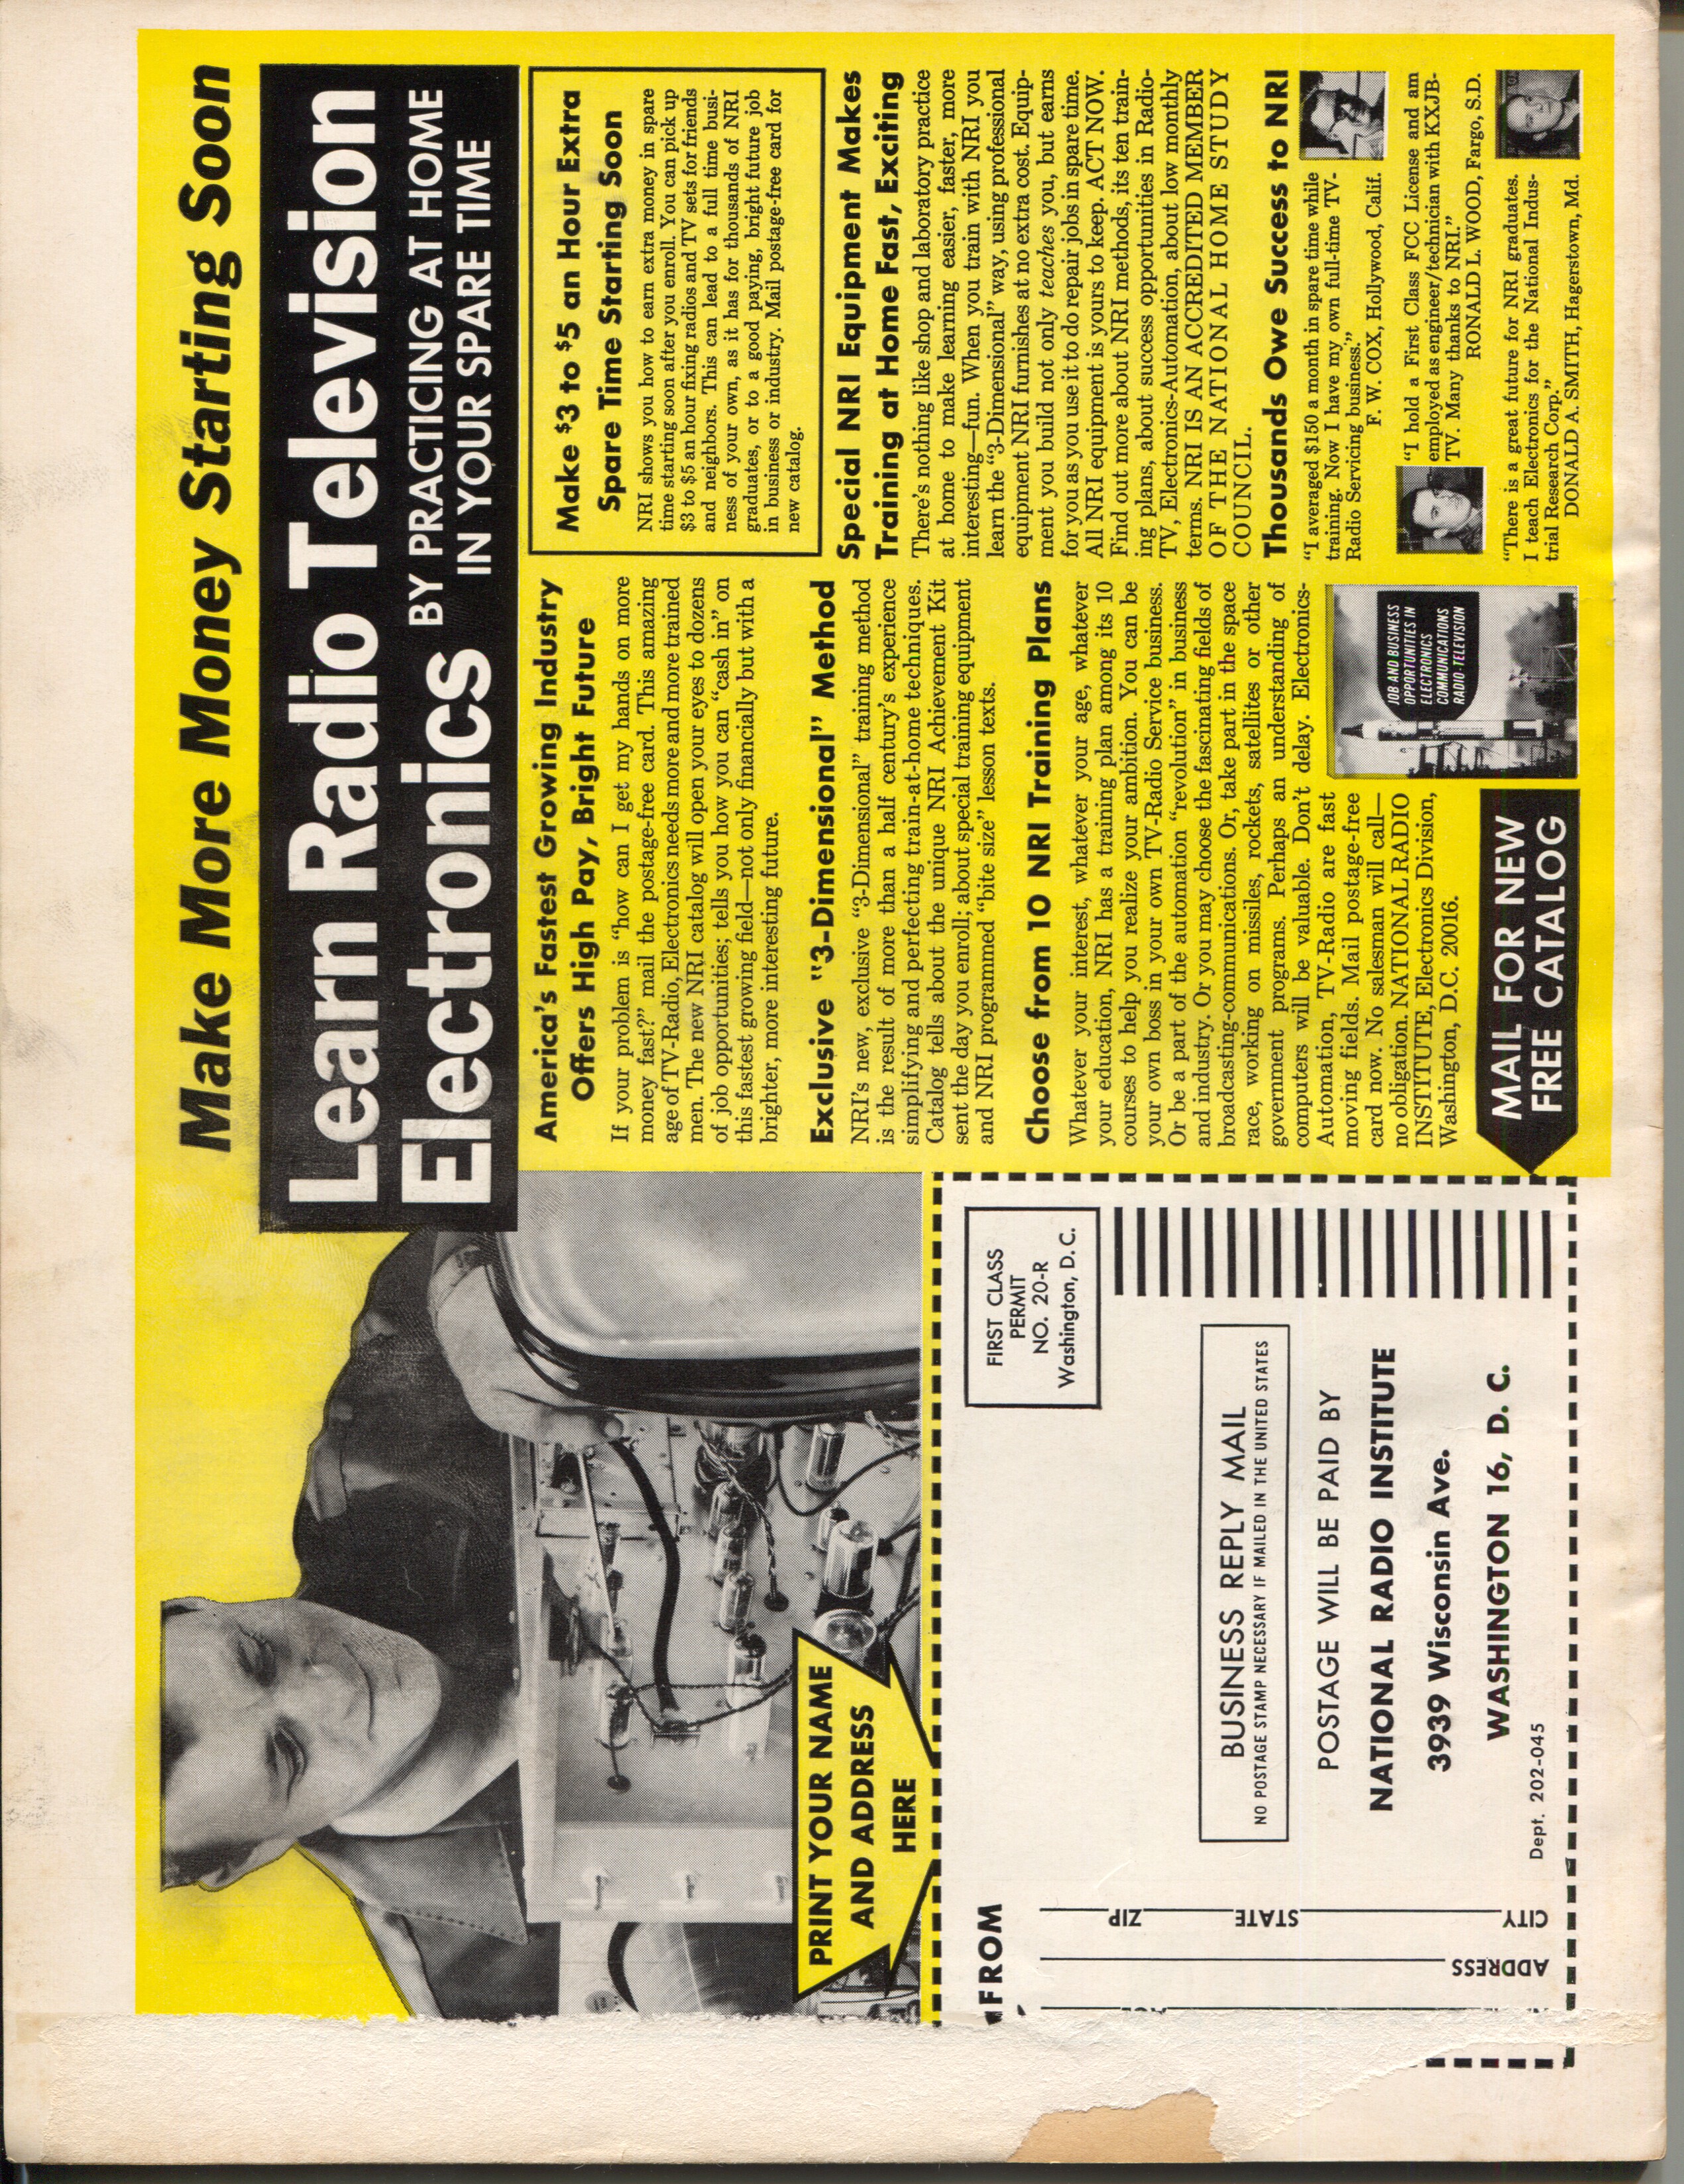 Make More Money Starting Soon
Learn Radio Television
Electronics BY PRACTICING AT HOME
IN YOUR SPARE TIME
America's Fastest Growing Industry
Offers High Pay, Bright Future
If your problem is "how can I get my hands on more
money fast?" mail the postage-free card. This amazing
age of TV-Radio, Electronics needs more and more trained
men. The new NRI catalog will open your eyes to dozens
of job opportunities; tells you how you can "cash in" on
this fastest growing field—not only financially but with a
brighter, more interesting future.
Exclusive "3-Dimensional" Method
NRI's new, exclusive "3-Dimensional" training method
is the result of more than a half century's experience
simplifying and perfecting train-at-home techniques.
Catalog tells about the unique NRI Achievement Kit
sent the day you enroll; about special training equipment
and NRI programmed "bite size" lesson texts.
Choose from 10 NRI Training Plans
Whatever your interest, whatever your age, whatever
your education, NRI has a training plan among its 10
courses to help you realize your ambition. You can be
your own boss in your own TV-Radio Service business.
Or be a part of the automation "revolution" in business
and industry. Or you may choose the fascinating fields of
broadcasting-communications. Or, take part in the space
race, working on missiles, rockets, satellites or other
government programs. Perhaps an understanding of
computers will be valuable. Don't delay. Electronics-
Automation, TV-Radio are fast
moving fields. Mail postage-free
card now. No salesman will call—
no obligation. NATIONAL RADIO
INSTITUTE, Electronics Division,
Washington, D.C. 20016.
JOB AND BUSINESS
OPPORTUNITIES IN
ELECTRONICS
COMMUNICATIONS
RADIO-TELEVISION
MAIL FOR NEW
FREE CATALOG
Make $3 to $5 an Hour Extra
Spare Time Starting Soon
NRI shows you how to earn extra money in spare
time starting soon after you enroll. You can pick up
$3 to $5 an hour fixing radios and TV sets for friends
and neighbors. This can lead to a full time busi-
ness of your own, as it has for thousands of NRI
graduates, or to a good paying, bright future job
in business or industry. Mail postage-free card for
new catalog.
Special NRI Equipment Makes
Training at Home Fast, Exciting
There's nothing like shop and laboratory practice
at home to make learning easier, faster, more
interesting—fun. When you train with NRI you
learn the "3-Dimensional" way, using professional
equipment NRI furnishes at no extra cost. Equip-
ment you build not only teaches you, but earns
for you as you use it to do repair jobs in spare time.
All NRI equipment is yours to keep. ACT NOW.
Find out more about NRI methods, its ten train-
ing plans, about success opportunities in Radio-
TV, Electronics-Automation, about low monthly
terms. NRI IS AN ACCREDITED MEMBER
OF THE NATIONAL HOME STUDY
COUNCIL.
Thousands Owe Success to NRI
"I averaged $150 a month in spare time while
training. Now I have my own full-time TV-
Radio Servicing business."
F. W. COX, Hollywood, Calif.
"I hold a First Class FCC License and am
employed as engineer/technician with KXJB-
TV. Many thanks to NRI."
RONALD L. WOOD, Fargo, S.D.
"There is a great future for NRI graduates.
I teach Electronics for the National Indus-
trial Research Corp."
DONALD A. SMITH, Hagerstown, Md.
PRINT YOUR NAME
AND ADDRESS
HERE
FROM
ADDRESS
CITY
STATE
ZIP
FIRST CLASS
PERMIT
NO. 20-R
Washington, D.C.
BUSINESS REPLY MAIL
NO POSTAGE STAMP NECESSARY IF MAILED IN THE UNITED STATES
POSTAGE WILL BE PAID BY
NATIONAL RADIO INSTITUTE
3939 Wisconsin Ave.
WASHINGTON 16, D. C.
Dept. 202-045